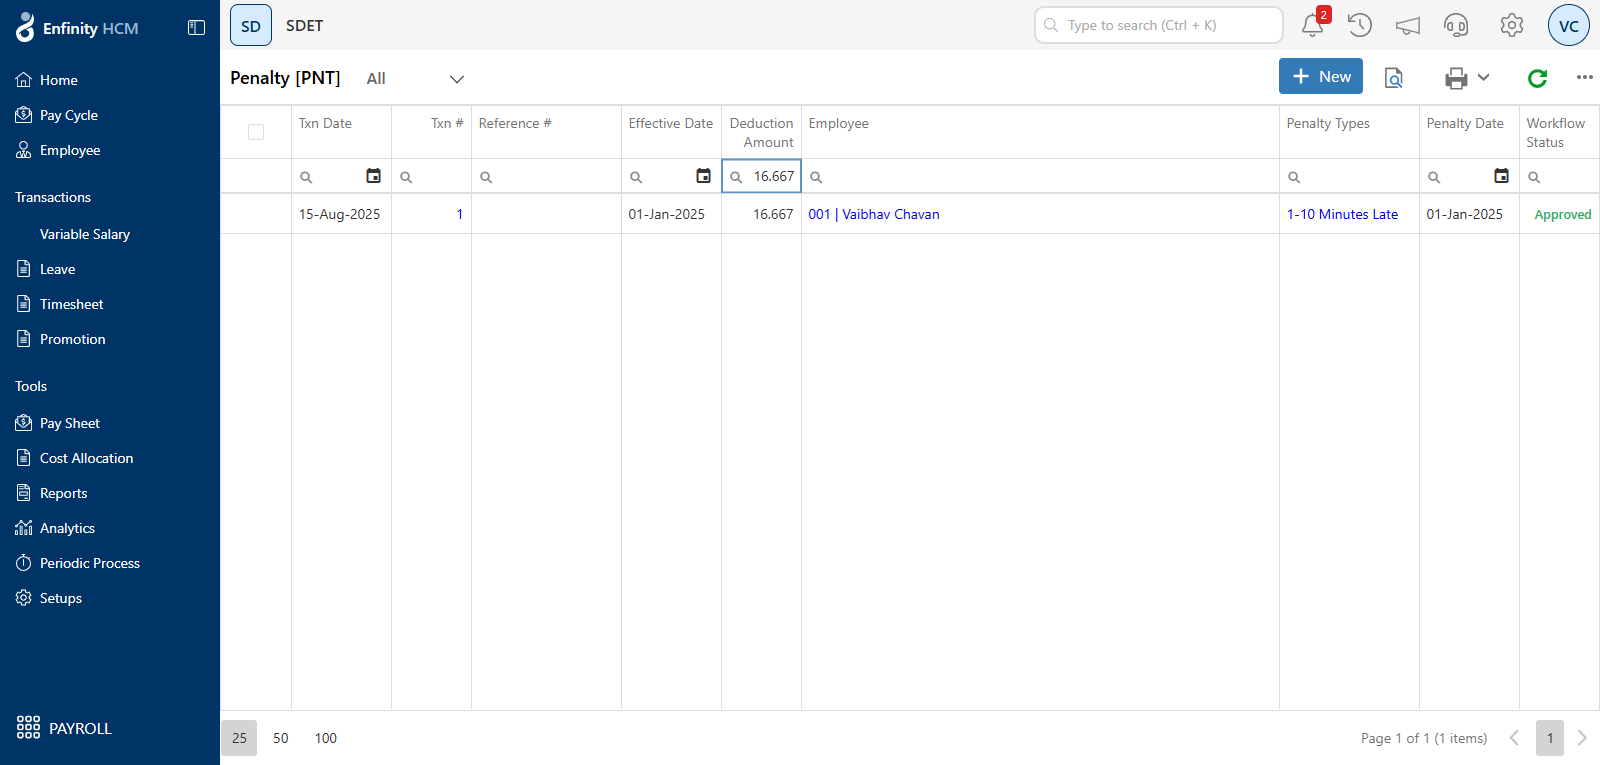 Enfinity HCM
Home
Pay Cycle
Employee
Transactions
Variable Salary
Leave
Timesheet
Promotion
Tools
Pay Sheet
Cost Allocation
Reports
Analytics
Periodic Process
Setups
PAYROLL
SD SDET
Type to search (Ctrl + K)
2
VC
Penalty [PNT] All
New
Txn Date Txn # Reference # Effective Date Deduction Amount Employee Penalty Types Penalty Date Workflow Status
16.667
15-Aug-2025 1 01-Jan-2025 16.667 001 | Vaibhav Chavan 1-10 Minutes Late 01-Jan-2025 Approved
25 50 100
Page 1 of 1 (1 items) 1